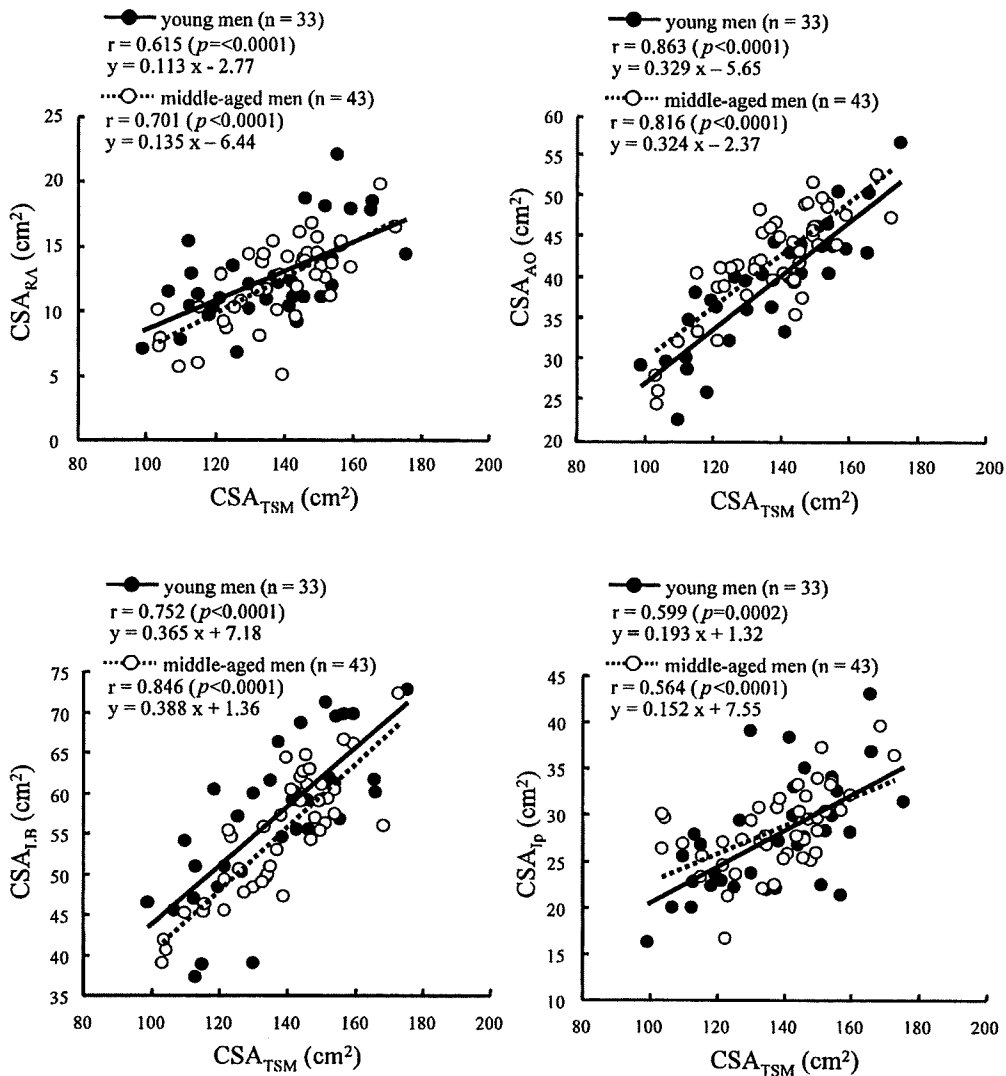 young men (n = 33)
r = 0.615 (p=<0.0001)
y = 0.113 x - 2.77
middle-aged men (n = 43)
r = 0.701 (p<0.0001)
y = 0.135 x – 6.44
25
20
15
10
5
0
CSA_RA (cm²)
80 100 120 140 160 180 200
CSA_TSM (cm²)
young men (n = 33)
r = 0.863 (p<0.0001)
y = 0.329 x – 5.65
middle-aged men (n = 43)
r = 0.816 (p<0.0001)
y = 0.324 x – 2.37
60
55
50
45
40
35
30
25
20
CSA_AO (cm²)
80 100 120 140 160 180 200
CSA_TSM (cm²)
young men (n = 33)
r = 0.752 (p<0.0001)
y = 0.365 x + 7.18
middle-aged men (n = 43)
r = 0.846 (p<0.0001)
y = 0.388 x + 1.36
75
70
65
60
55
50
45
40
35
CSA_LB (cm²)
80 100 120 140 160 180 200
CSA_TSM (cm²)
young men (n = 33)
r = 0.599 (p=0.0002)
y = 0.193 x + 1.32
middle-aged men (n = 43)
r = 0.564 (p<0.0001)
y = 0.152 x + 7.55
45
40
35
30
25
20
15
10
CSA_Ip (cm²)
80 100 120 140 160 180 200
CSA_TSM (cm²)